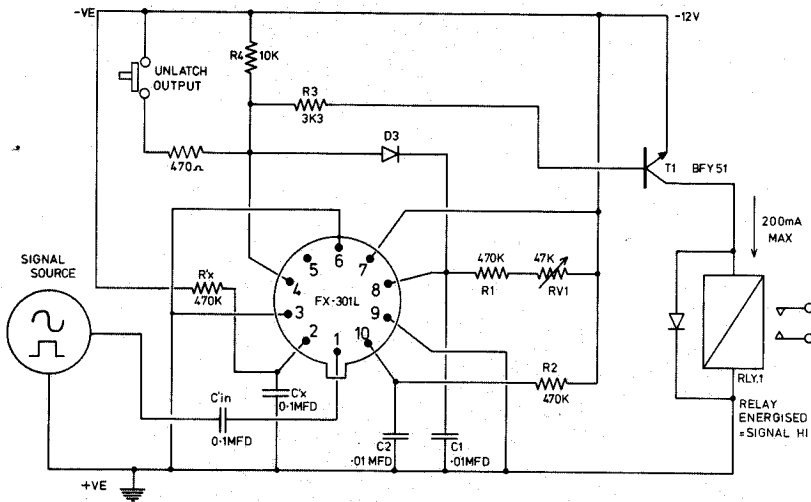 -VE
-12V
R4
10K
UNLATCH
OUTPUT
R3
3K3
D3
470Ω
T1 BFY51
200mA
MAX
SIGNAL
SOURCE
R'x
470K
5
6
7
4
8
3
FX-301L
9
2
1
10
470K
R1
47K
RV1
R2
470K
C'x
0·1MFD
C'in
0·1MFD
C2
·01MFD
C1
·01MFD
RLY.1
RELAY
ENERGISED
=SIGNAL HI
+VE